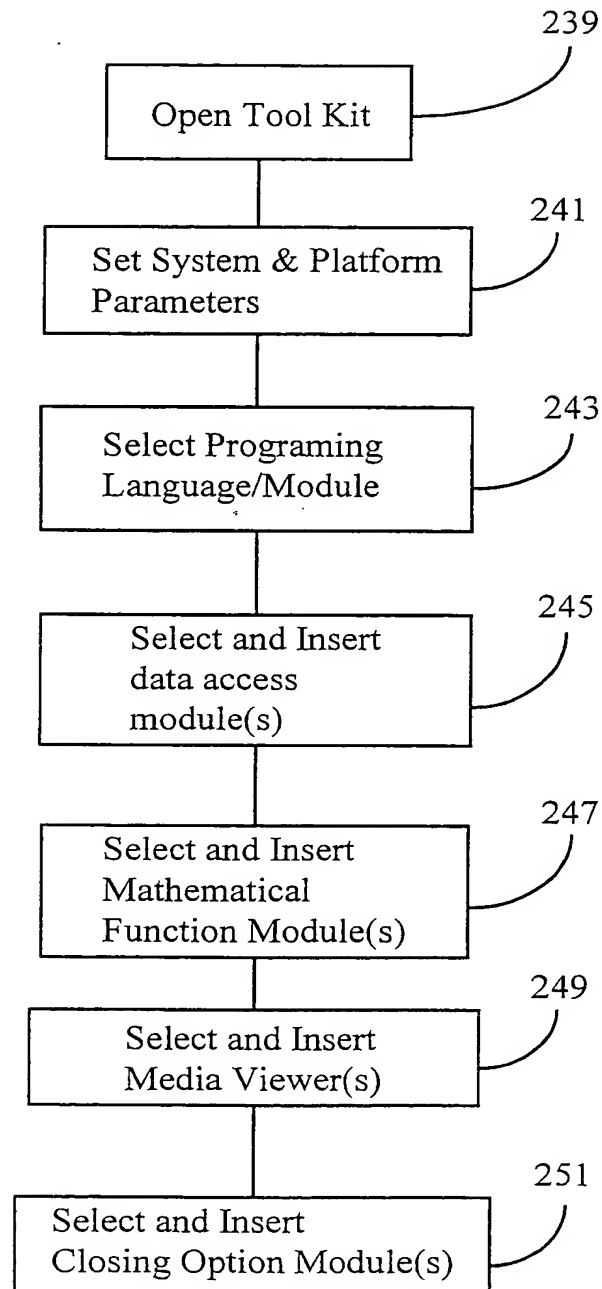 239
Open Tool Kit
241
Set System & Platform
Parameters
243
Select Programing
Language/Module
245
Select and Insert
data access
module(s)
247
Select and Insert
Mathematical
Function Module(s)
249
Select and Insert
Media Viewer(s)
251
Select and Insert
Closing Option Module(s)